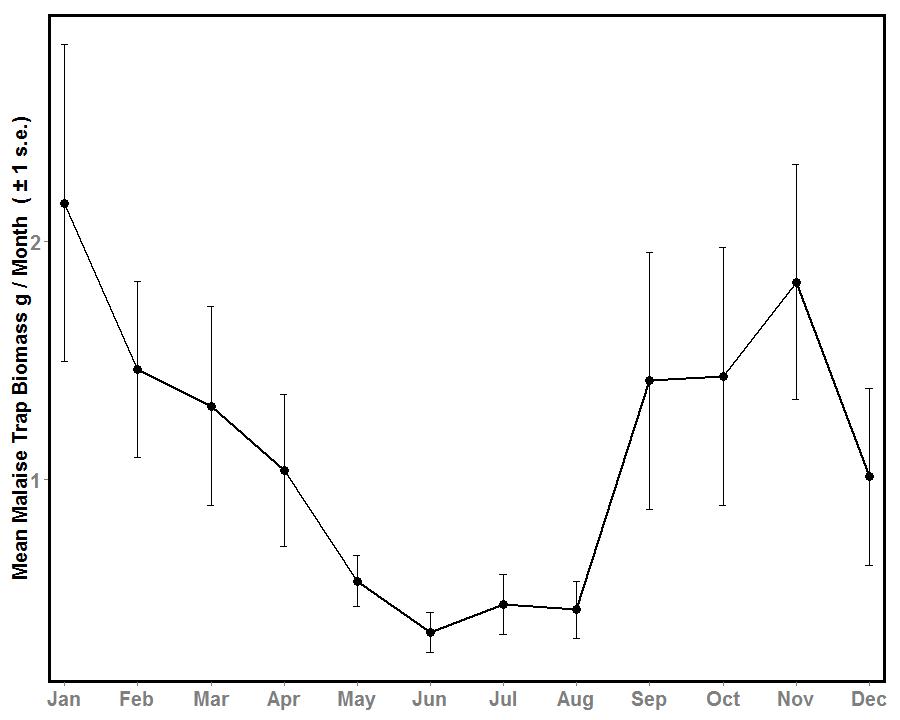 Mean Malaise Trap Biomass g / Month ( ± 1 s.e.)
2
1
Jan Feb Mar Apr May Jun Jul Aug Sep Oct Nov Dec